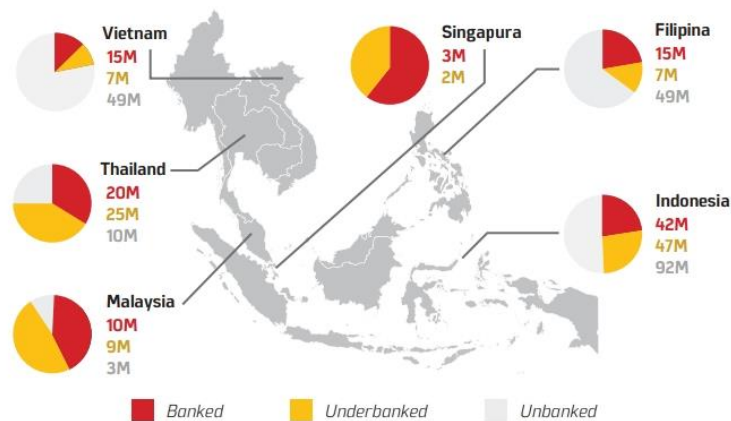 Vietnam
15M
7M
49M
Singapura
3M
2M
Filipina
15M
7M
49M
Thailand
20M
25M
10M
Indonesia
42M
47M
92M
Malaysia
10M
9M
3M
Banked
Underbanked
Unbanked